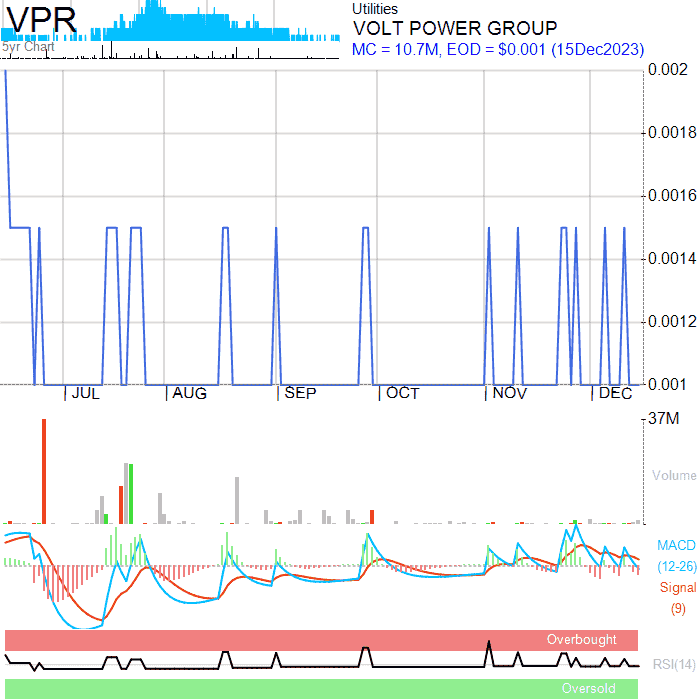 VPR
5yr Chart
Utilities
VOLT POWER GROUP
MC = 10.7M, EOD = $0.001 (15Dec2023)
0.002
0.0018
0.0016
0.0014
0.0012
0.001
JUL AUG SEP OCT NOV DEC
37M
Volume
MACD
(12-26)
Signal
(9)
Overbought
RSI(14)
Oversold